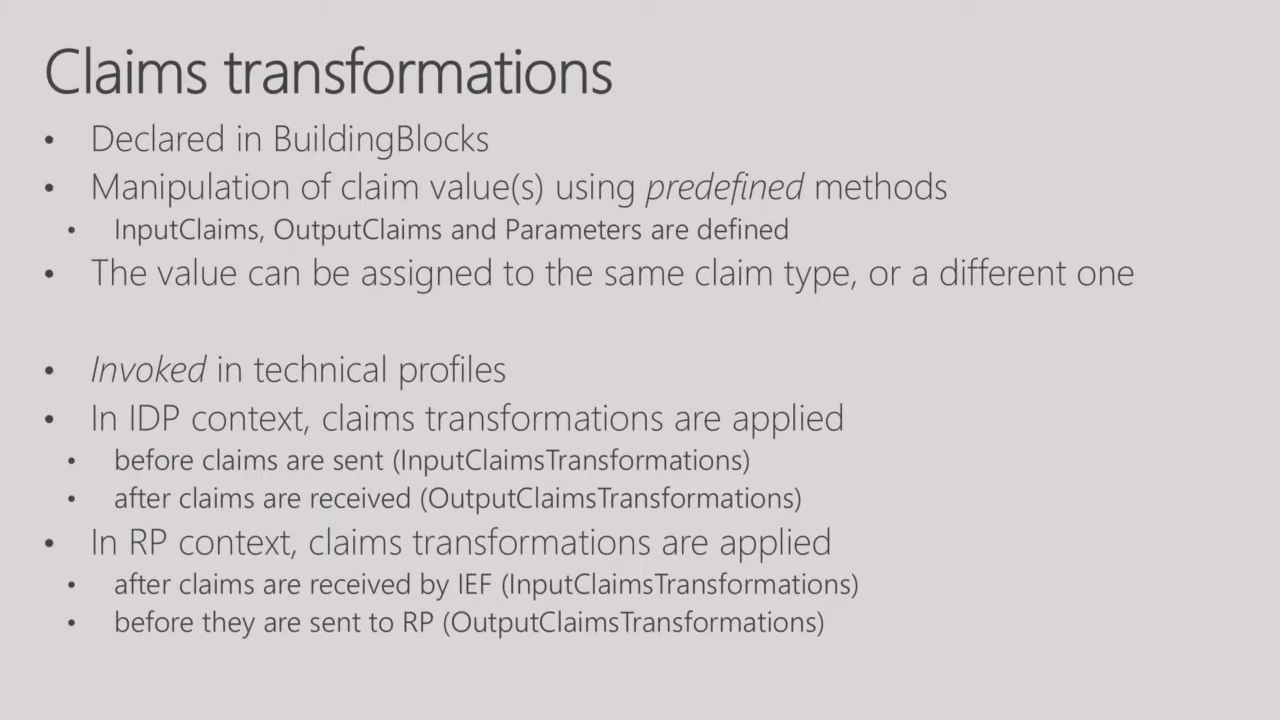 Claims transformations
• Declared in BuildingBlocks
• Manipulation of claim value(s) using predefined methods
• InputClaims, OutputClaims and Parameters are defined
• The value can be assigned to the same claim type, or a different one
• Invoked in technical profiles
• In IDP context, claims transformations are applied
• before claims are sent (InputClaimsTransformations)
• after claims are received (OutputClaimsTransformations)
• In RP context, claims transformations are applied
• after claims are received by IEF (InputClaimsTransformations)
• before they are sent to RP (OutputClaimsTransformations)